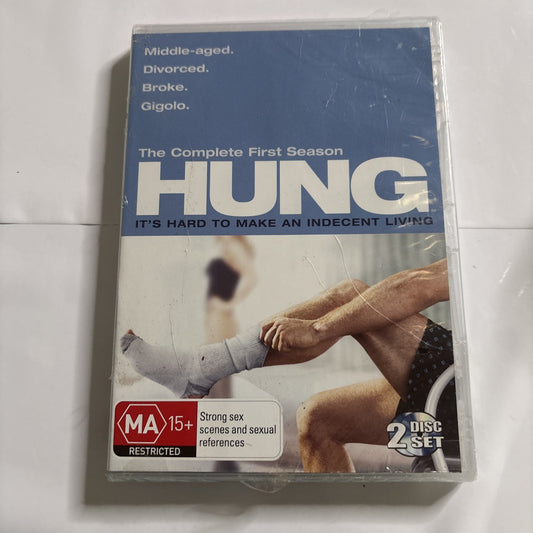 Middle-aged.
Divorced.
Broke.
Gigolo.
The Complete First Season
HUNG
IT'S HARD TO MAKE AN INDECENT LIVING
MA 15+
RESTRICTED
Strong sex
scenes and sexual
references
2 DISC
SET